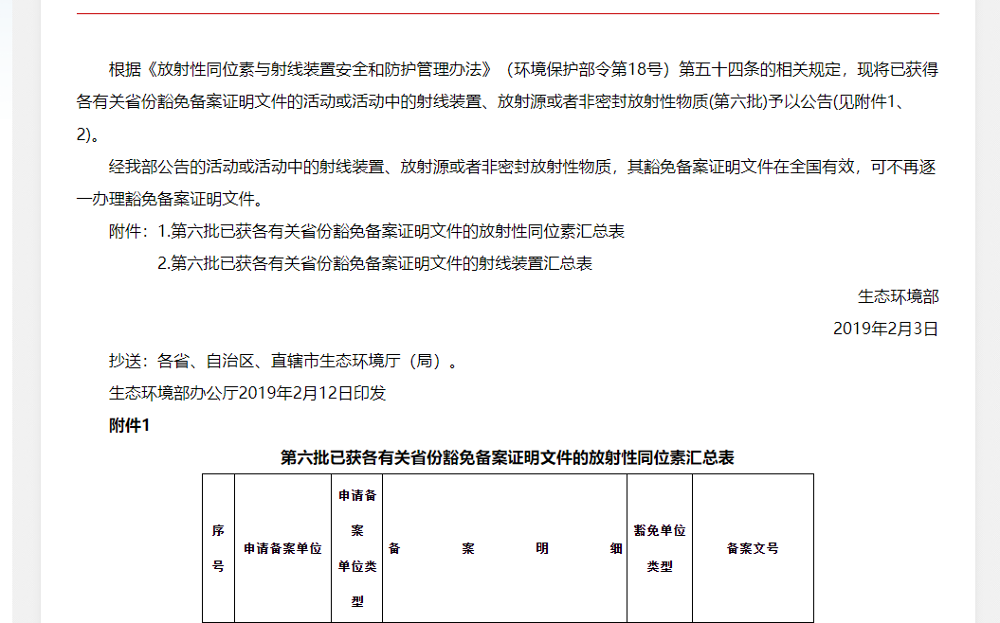 根据《放射性同位素与射线装置安全和防护管理办法》（环境保护部令第18号）第五十四条的相关规定，现将已获得
各有关省份豁免备案证明文件的活动或活动中的射线装置、放射源或者非密封放射性物质(第六批)予以公告(见附件1、
2)。
经我部公告的活动或活动中的射线装置、放射源或者非密封放射性物质，其豁免备案证明文件在全国有效，可不再逐
一办理豁免备案证明文件。
附件：1.第六批已获各有关省份豁免备案证明文件的放射性同位素汇总表
2.第六批已获各有关省份豁免备案证明文件的射线装置汇总表
生态环境部
2019年2月3日
抄送：各省、自治区、直辖市生态环境厅（局）。
生态环境部办公厅2019年2月12日印发
附件1
第六批已获各有关省份豁免备案证明文件的放射性同位素汇总表
序
号
申请备案单位
申请备
案
单位类
型
备 案 明 细
豁免单位
类型
备案文号